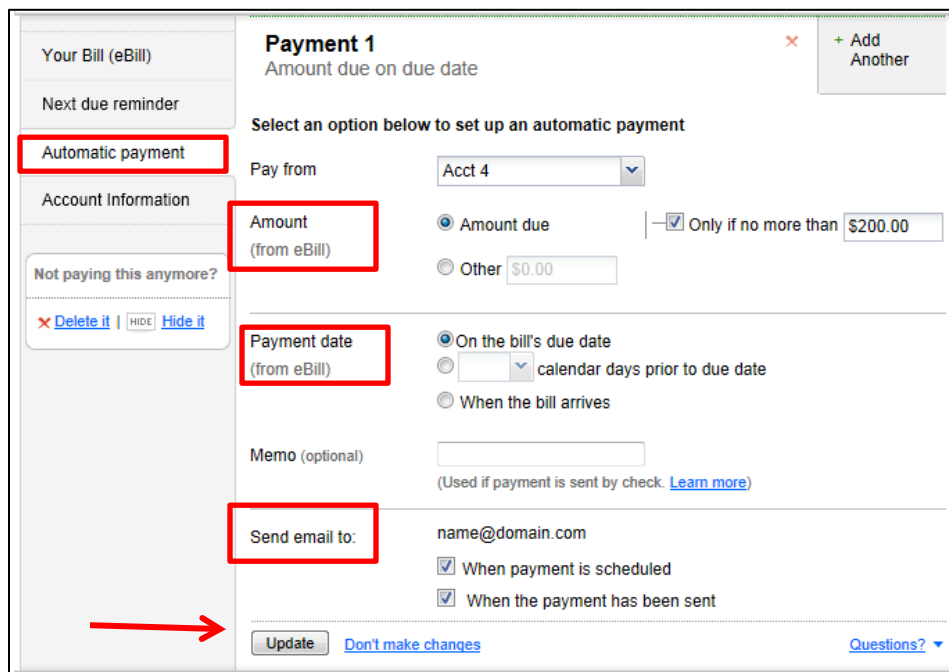 Your Bill (eBill)
Next due reminder
Automatic payment
Account Information
Not paying this anymore?
Delete it | HIDE Hide it
Payment 1
Amount due on due date
+ Add
Another
Select an option below to set up an automatic payment
Pay from Acct 4
Amount
(from eBill)
Amount due Only if no more than $200.00
Other $0.00
Payment date
(from eBill)
On the bill's due date
calendar days prior to due date
When the bill arrives
Memo (optional)
(Used if payment is sent by check. Learn more)
Send email to: name@domain.com
When payment is scheduled
When the payment has been sent
Update Don't make changes Questions?